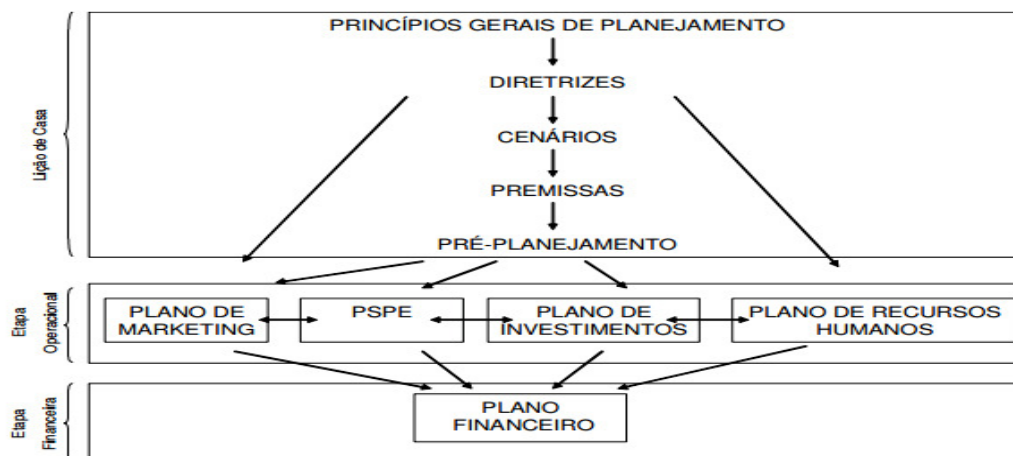 PRINCÍPIOS GERAIS DE PLANEJAMENTO
DIRETRIZES
CENÁRIOS
PREMISSAS
PRÉ-PLANEJAMENTO
Lição de Casa
Etapa
Operacional
PLANO DE
MARKETING
PSPE
PLANO DE
INVESTIMENTOS
PLANO DE RECURSOS
HUMANOS
Etapa
Financeira
PLANO
FINANCEIRO